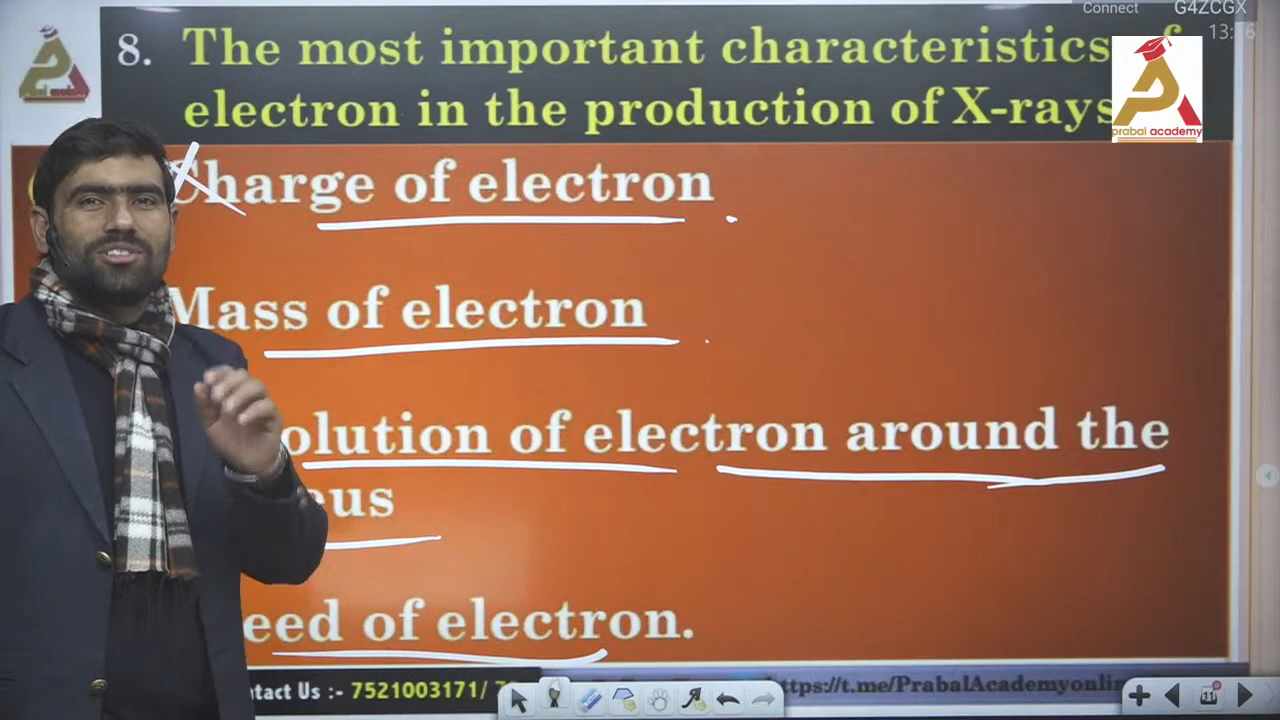 Connect G4ZCGX
8. The most important characteristics
electron in the production of X-rays
prabal academy
Charge of electron
Mass of electron
olution of electron around the
eus
eed of electron.
tact Us :- 7521003171/
https://t.me/PrabalAcademyonli
11